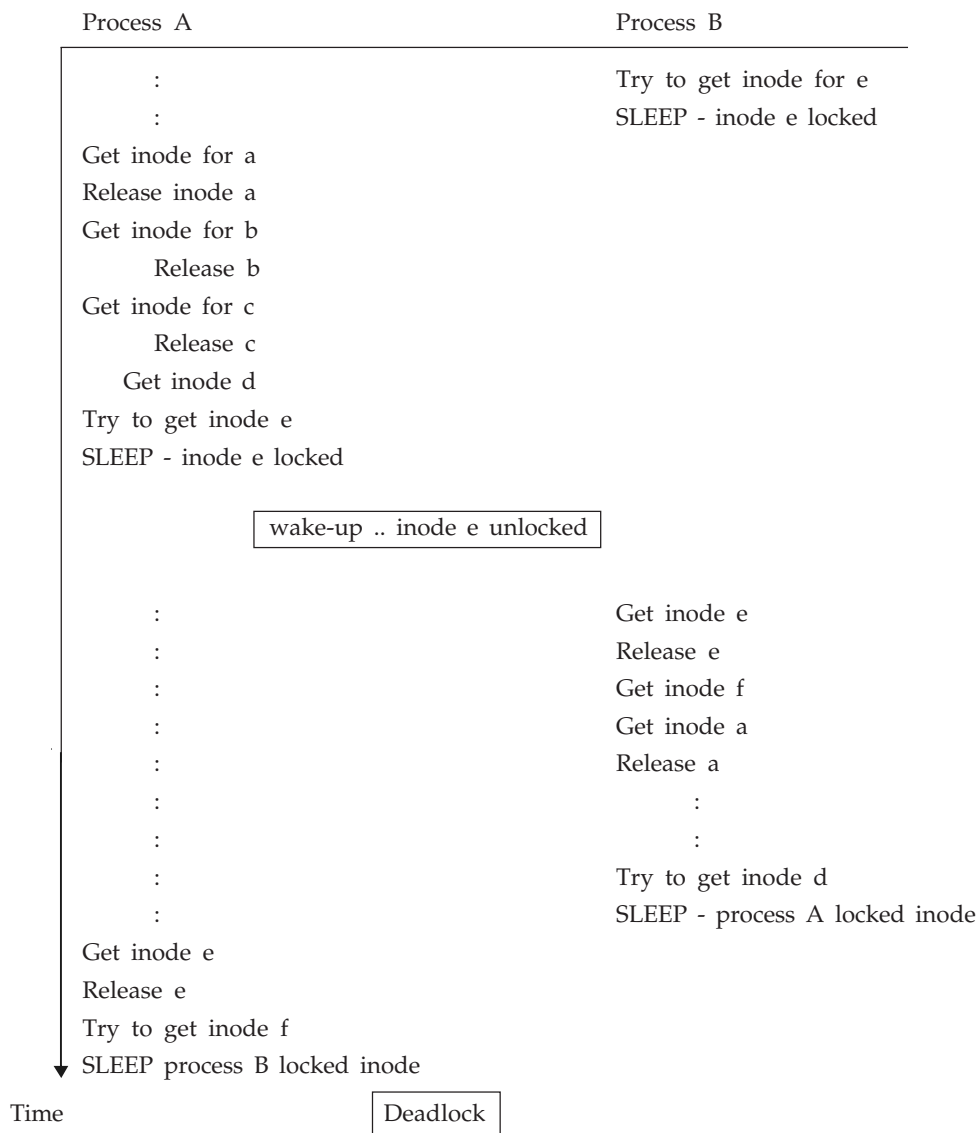 Process A Process B
: Try to get inode for e
: SLEEP - inode e locked
Get inode for a
Release inode a
Get inode for b
Release b
Get inode for c
Release c
Get inode d
Try to get inode e
SLEEP - inode e locked
wake-up .. inode e unlocked
: Get inode e
: Release e
: Get inode f
: Get inode a
: Release a
: :
: :
: Try to get inode d
: SLEEP - process A locked inode
Get inode e
Release e
Try to get inode f
SLEEP process B locked inode
Time Deadlock